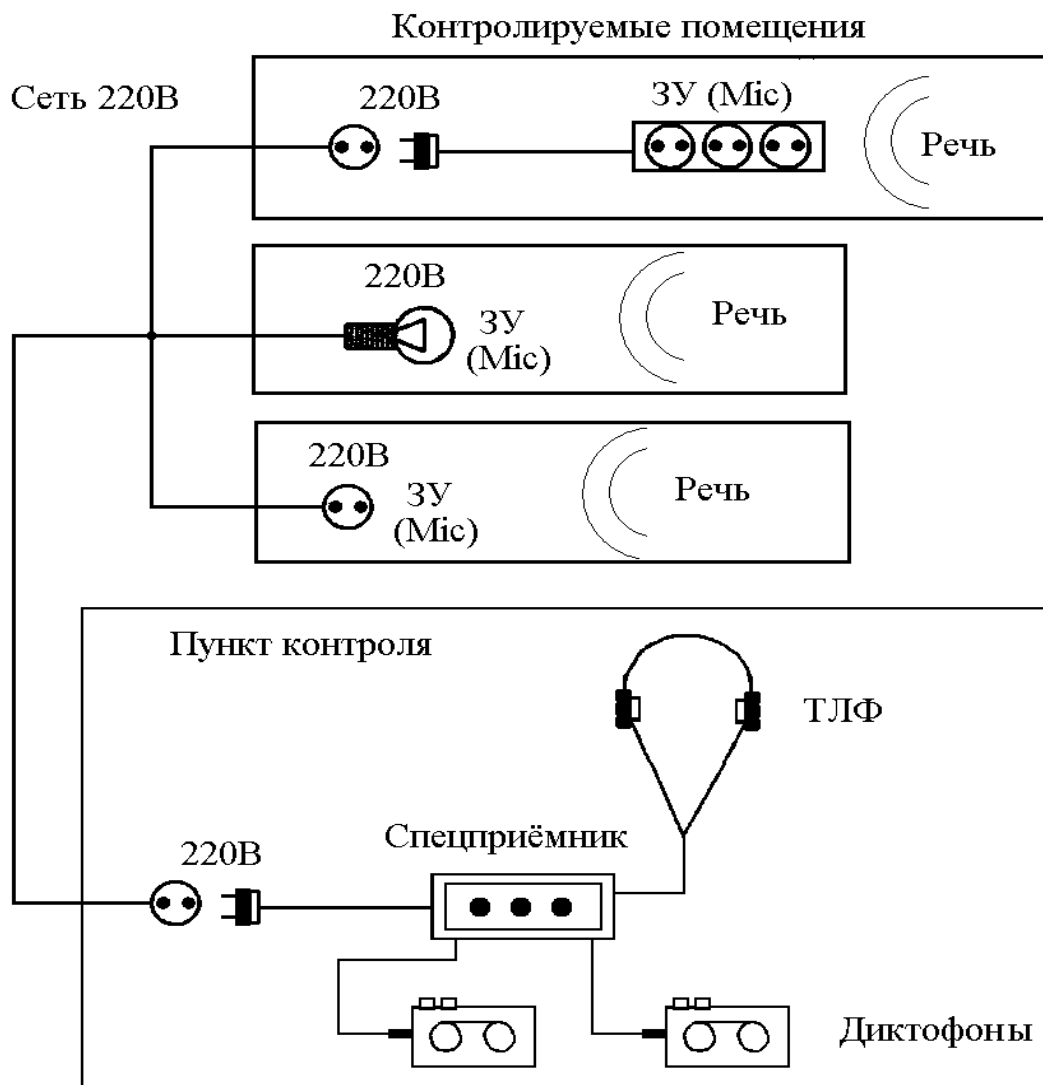 Контролируемые помещения
Сеть 220В
220В
ЗУ (Mic)
Речь
220В
ЗУ
(Mic)
Речь
220В
ЗУ
(Mic)
Речь
Пункт контроля
ТЛФ
Спецприёмник
220В
Диктофоны